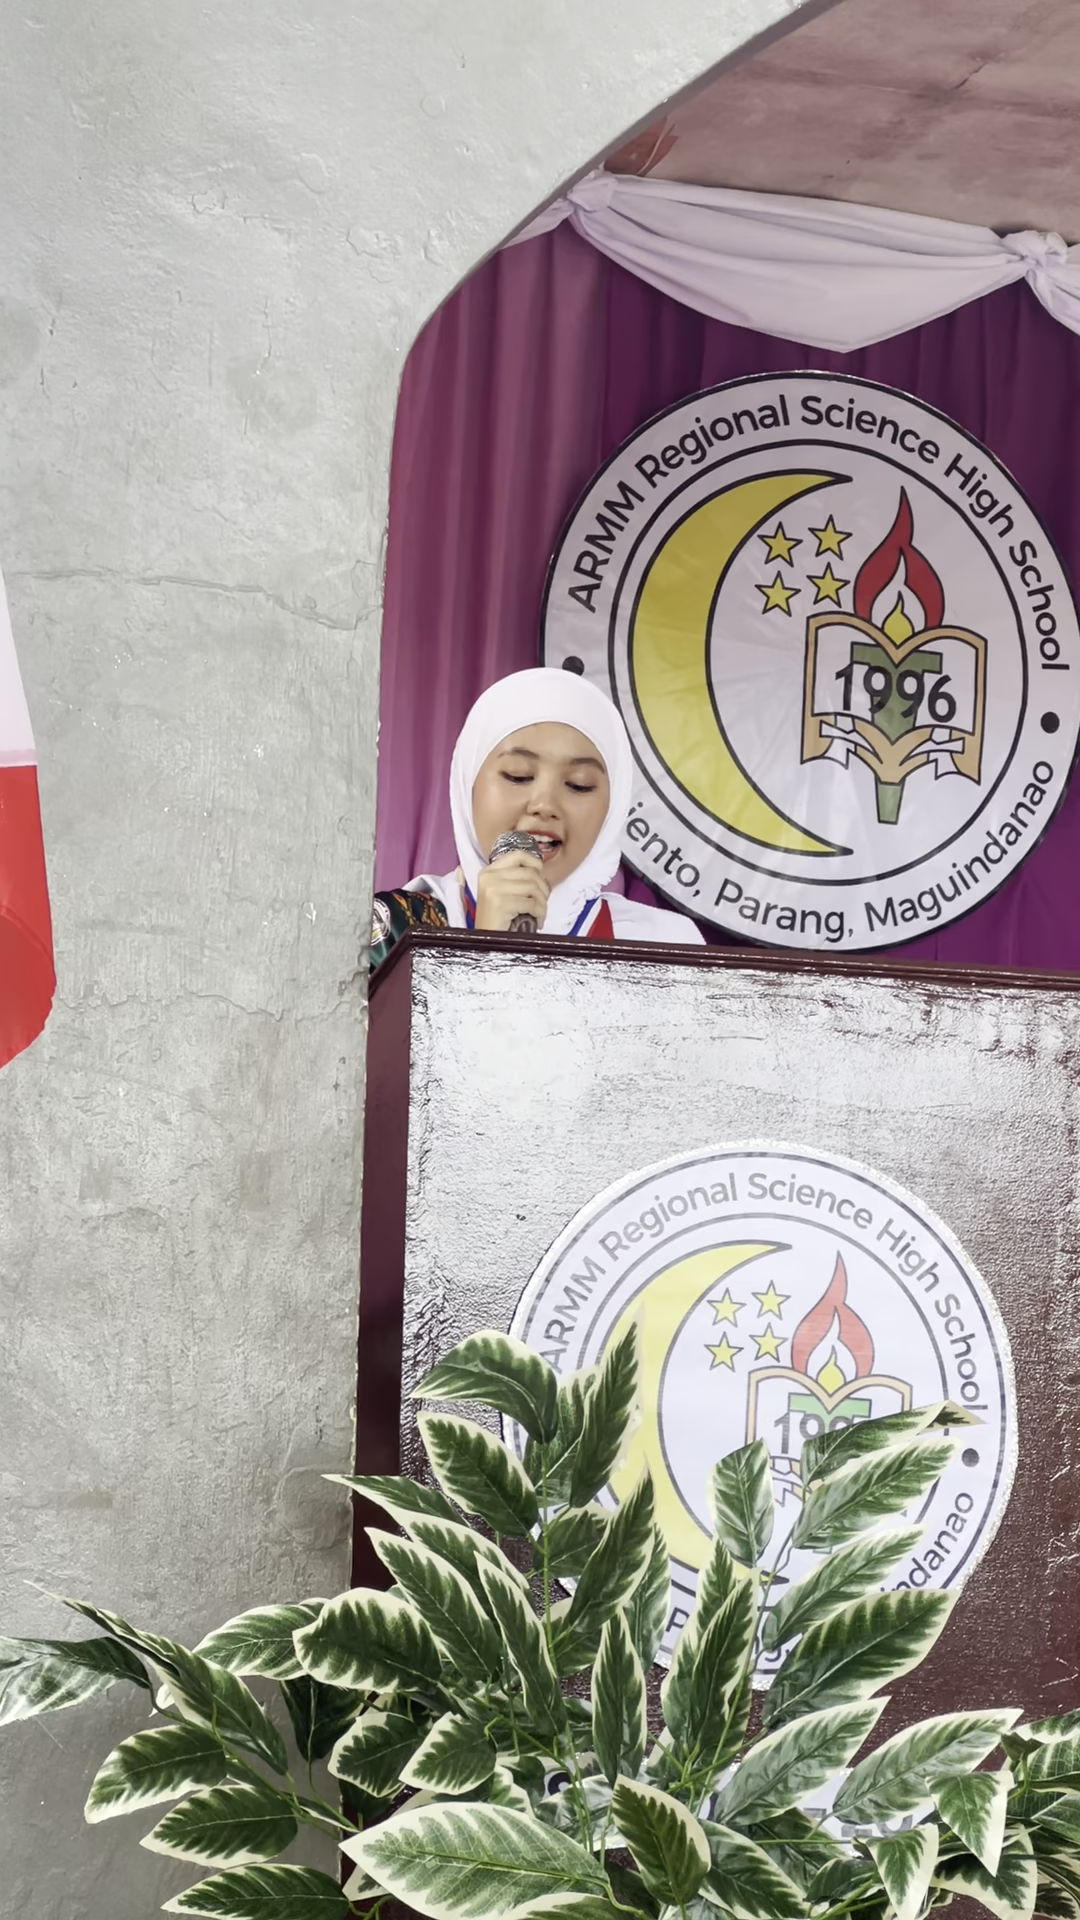 ARMM Regional Science High School
1996
Parang, Maguindanao
ARMM Regional Science High School